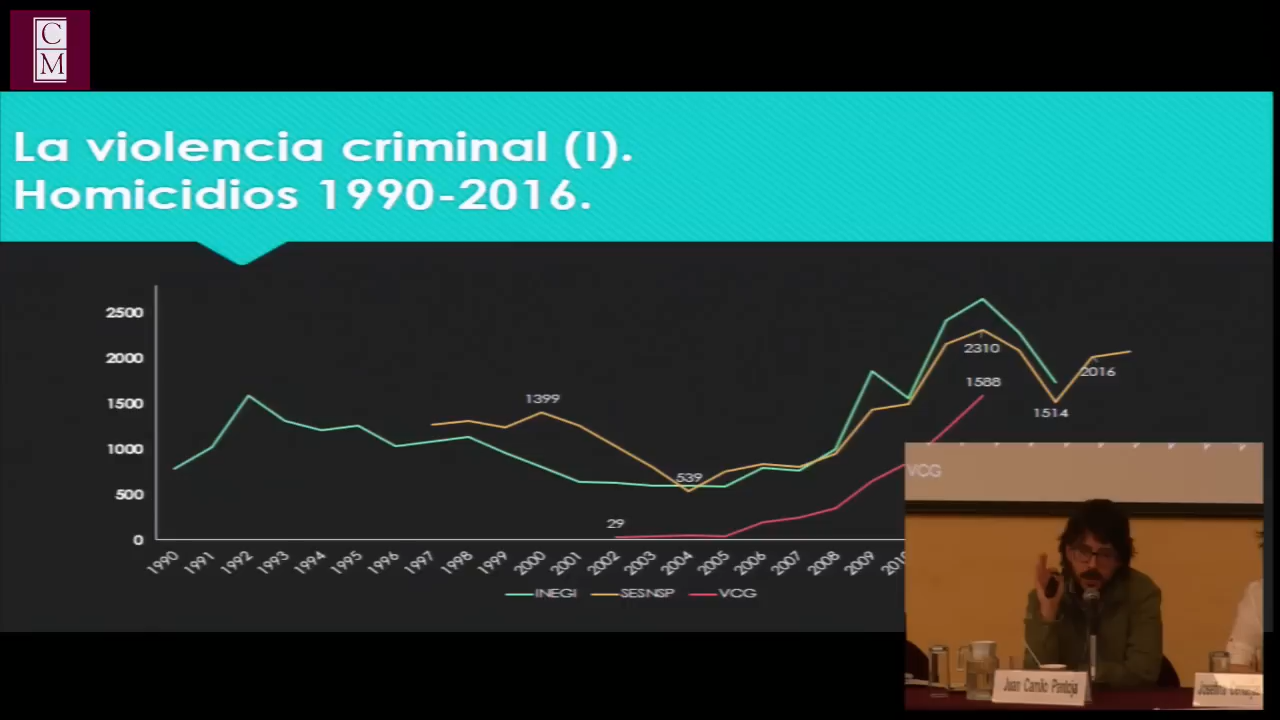 C
M
La violencia criminal (I).
Homicidios 1990-2016.
2500
2000
1500
1000
500
0
1399
539
29
2310
1588
1514
2016
1990 1991 1992 1993 1994 1995 1996 1997 1998 1999 2000 2001 2002 2003 2004 2005 2006 2007 2008 2009
INEGI SESNSP VCG
VCG
Juan Camilo Pantoja